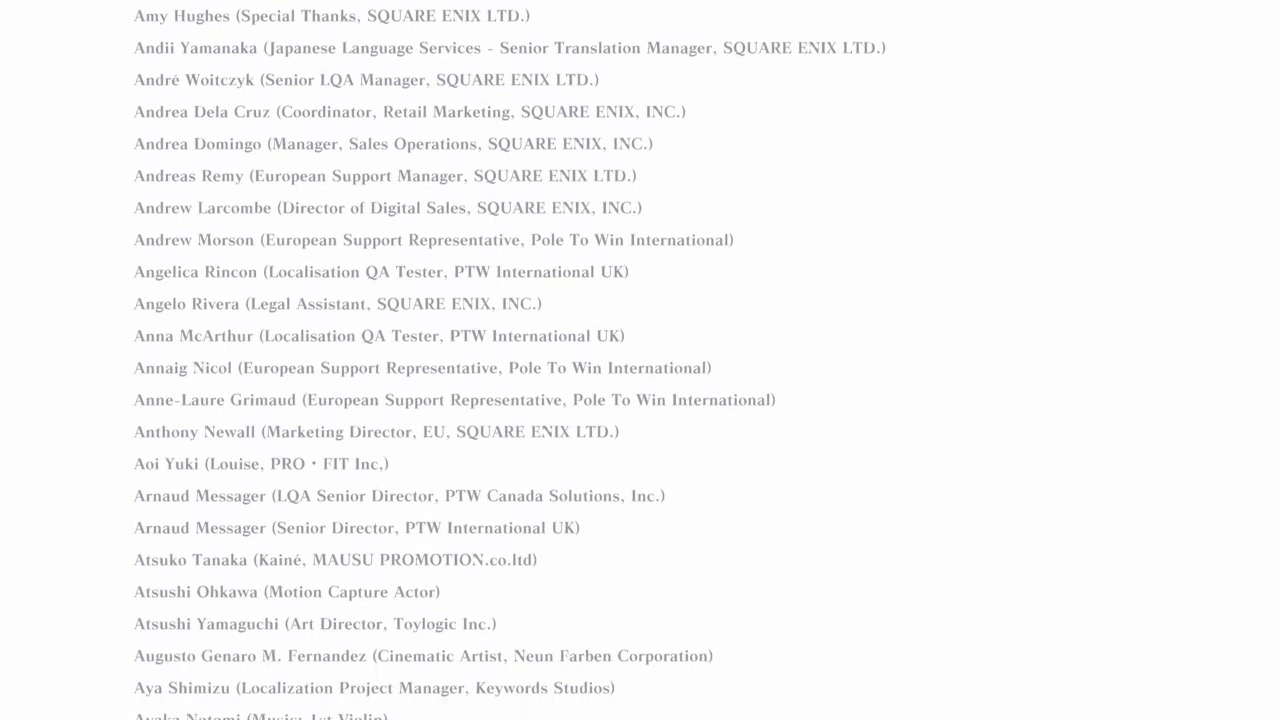 Amy Hughes (Special Thanks, SQUARE ENIX LTD.)
Andii Yamanaka (Japanese Language Services - Senior Translation Manager, SQUARE ENIX LTD.)
André Woitczyk (Senior LQA Manager, SQUARE ENIX LTD.)
Andrea Dela Cruz (Coordinator, Retail Marketing, SQUARE ENIX, INC.)
Andrea Domingo (Manager, Sales Operations, SQUARE ENIX, INC.)
Andreas Remy (European Support Manager, SQUARE ENIX LTD.)
Andrew Larcombe (Director of Digital Sales, SQUARE ENIX, INC.)
Andrew Morson (European Support Representative, Pole To Win International)
Angelica Rincon (Localisation QA Tester, PTW International UK)
Angelo Rivera (Legal Assistant, SQUARE ENIX, INC.)
Anna McArthur (Localisation QA Tester, PTW International UK)
Annaig Nicol (European Support Representative, Pole To Win International)
Anne-Laure Grimaud (European Support Representative, Pole To Win International)
Anthony Newall (Marketing Director, EU, SQUARE ENIX LTD.)
Aoi Yuki (Louise, PRO・FIT Inc,)
Arnaud Messager (LQA Senior Director, PTW Canada Solutions, Inc.)
Arnaud Messager (Senior Director, PTW International UK)
Atsuko Tanaka (Kainé, MAUSU PROMOTION.co.ltd)
Atsushi Ohkawa (Motion Capture Actor)
Atsushi Yamaguchi (Art Director, Toylogic Inc.)
Augusto Genaro M. Fernandez (Cinematic Artist, Neun Farben Corporation)
Aya Shimizu (Localization Project Manager, Keywords Studios)
Ayaka Notomi (Music: 1st Violin)